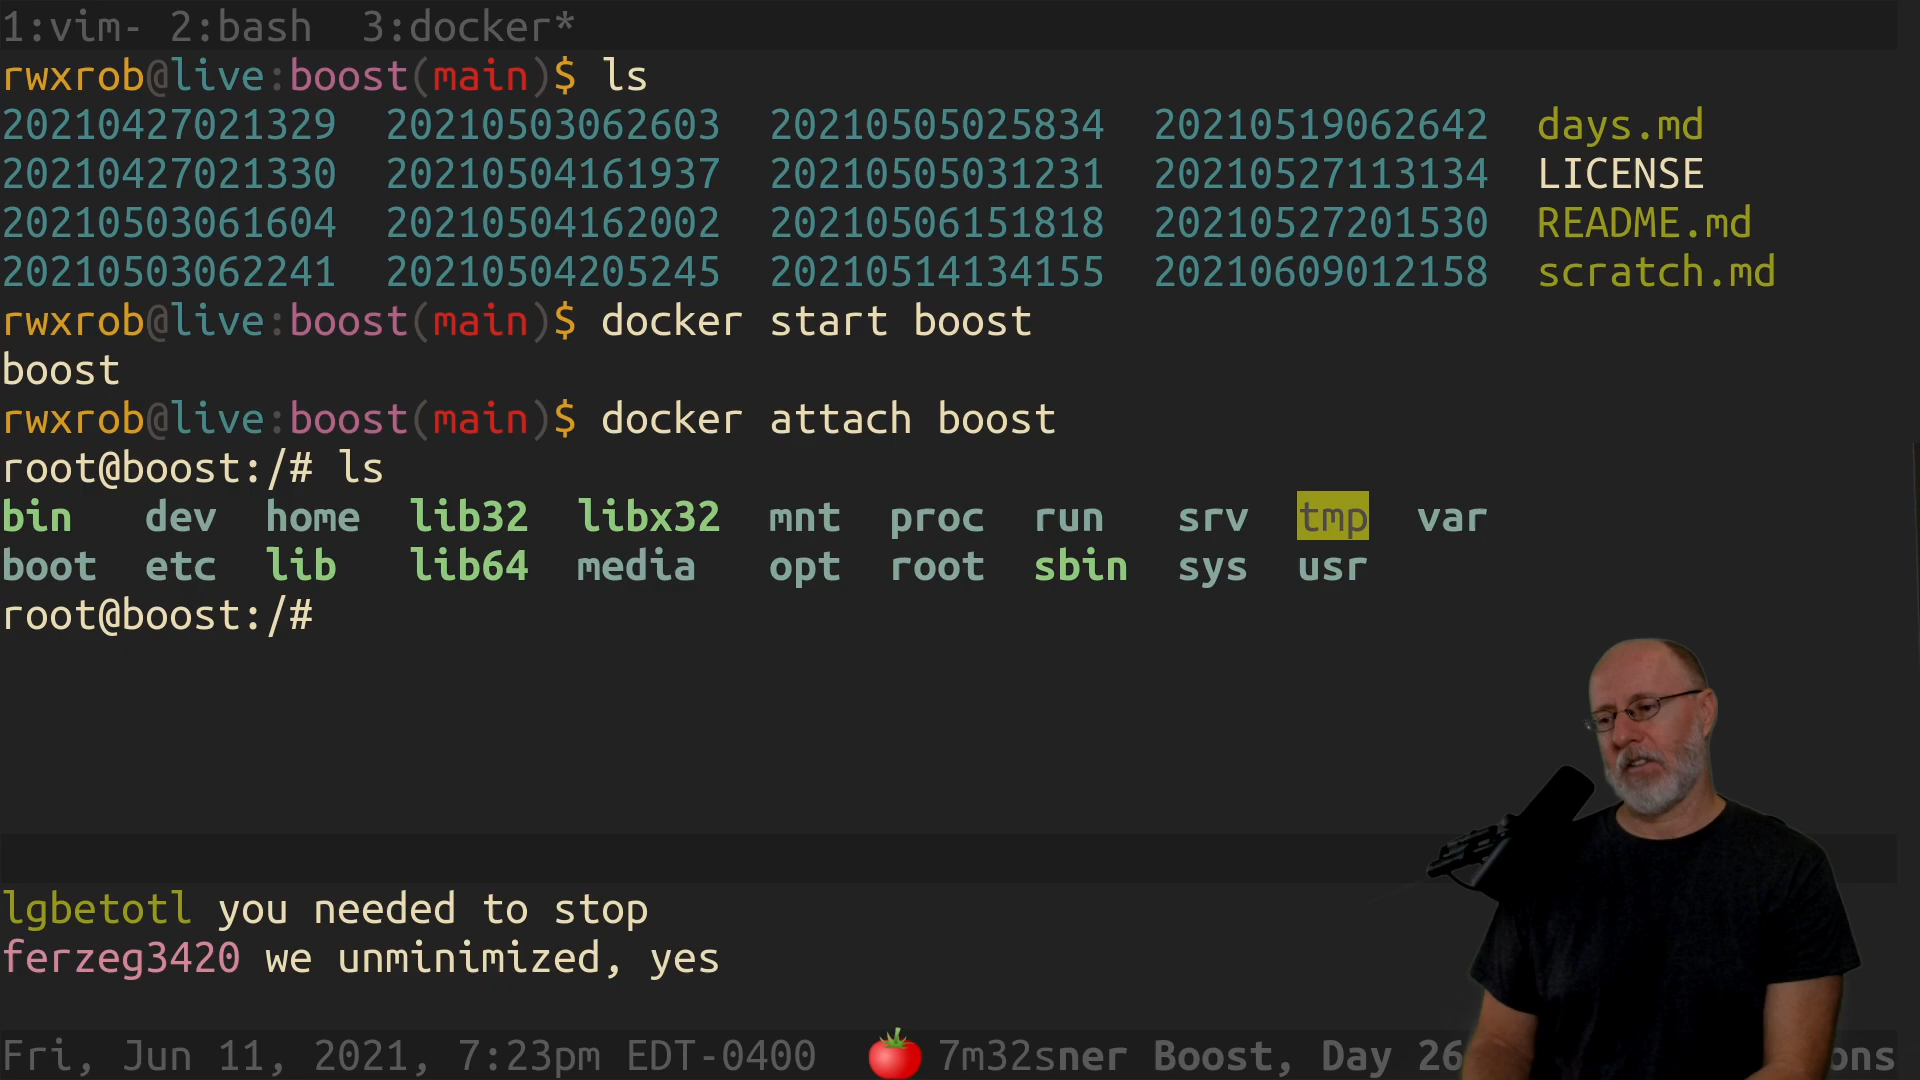 1:vim- 2:bash  3:docker*
rwxrob@live:boost(main)$ ls
20210427021329  20210503062603  20210505025834  20210519062642  days.md
20210427021330  20210504161937  20210505031231  20210527113134  LICENSE
20210503061604  20210504162002  20210506151818  20210527201530  README.md
20210503062241  20210504205245  20210514134155  20210609012158  scratch.md
rwxrob@live:boost(main)$ docker start boost
boost
rwxrob@live:boost(main)$ docker attach boost
root@boost:/# ls
bin   dev  home  lib32  libx32  mnt  proc  run   srv  tmp  var
boot  etc  lib   lib64  media   opt  root  sbin  sys  usr
root@boost:/#
lgbetotl you needed to stop
ferzeg3420 we unminimized, yes
Fri, Jun 11, 2021, 7:23pm EDT-0400  7m32sner Boost, Day 26 ons